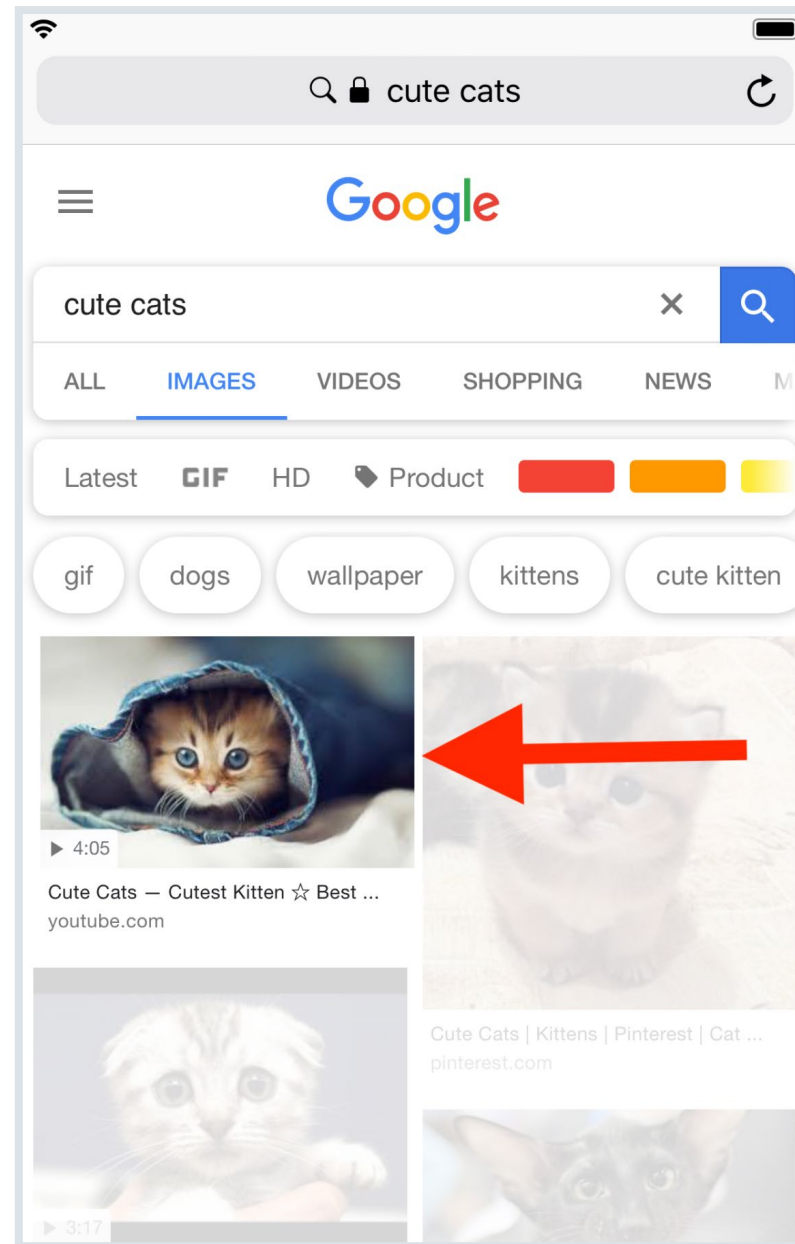 cute cats
Google
cute cats
ALL IMAGES VIDEOS SHOPPING NEWS M
Latest GIF HD Product
gif dogs wallpaper kittens cute kitten
4:05
Cute Cats — Cutest Kitten ☆ Best ...
youtube.com
Cute Cats | Kittens | Pinterest | Cat ...
pinterest.com
3:17